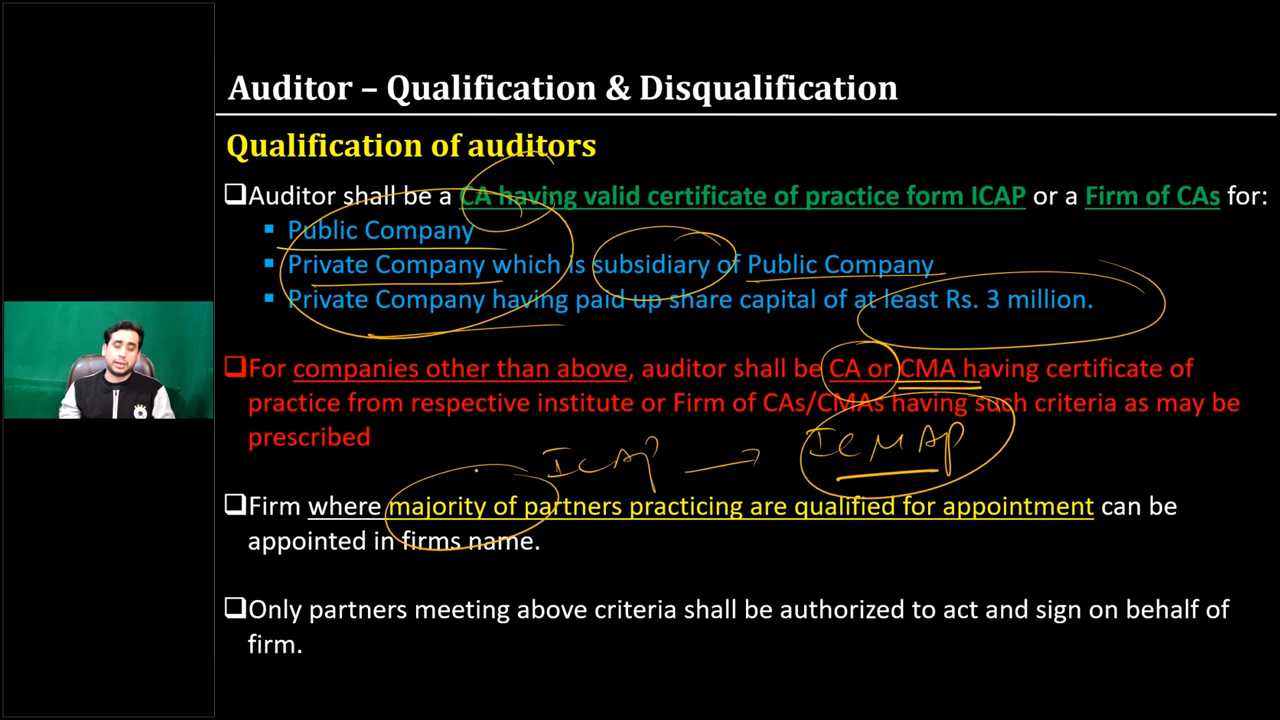 Auditor – Qualification & Disqualification
Qualification of auditors
Auditor shall be a CA having valid certificate of practice form ICAP or a Firm of CAs for:
Public Company
Private Company which is subsidiary of Public Company
Private Company having paid up share capital of at least Rs. 3 million.
For companies other than above, auditor shall be CA or CMA having certificate of
practice from respective institute or Firm of CAs/CMAs having such criteria as may be
prescribed
ICAP → ICMAP
Firm where majority of partners practicing are qualified for appointment can be
appointed in firms name.
Only partners meeting above criteria shall be authorized to act and sign on behalf of
firm.